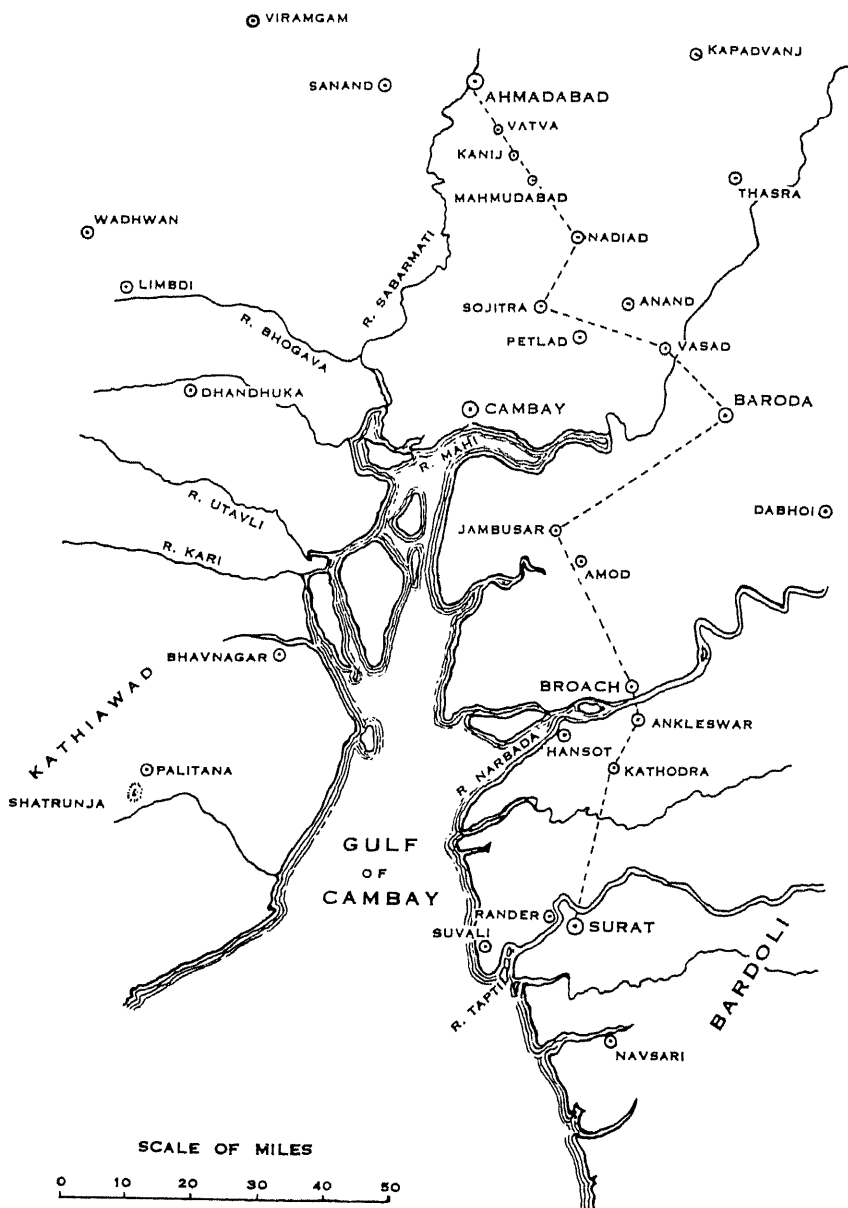 VIRAMGAM
KAPADVANJ
SANAND
AHMADABAD
VATVA
KANIJ
MAHMUDABAD
THASRA
WADHWAN
NADIAD
LIMBDI
R. SABARMATI
SOJITRA
ANAND
R. BHOGAVA
PETLAD
VASAD
DHANDHUKA
CAMBAY
BARODA
R. MAHI
R. UTAVLI
JAMBUSAR
DABHOI
R. KARI
AMOD
BHAVNAGAR
BROACH
KATHIAWAD
ANKLESWAR
R. NARBADA
HANSOT
PALITANA
KATHODRA
SHATRUNJA
GULF
OF
CAMBAY
RANDER
SURAT
SUVALI
R. TAPTI
BARDOLI
NAVSARI
SCALE OF MILES
0 10 20 30 40 50